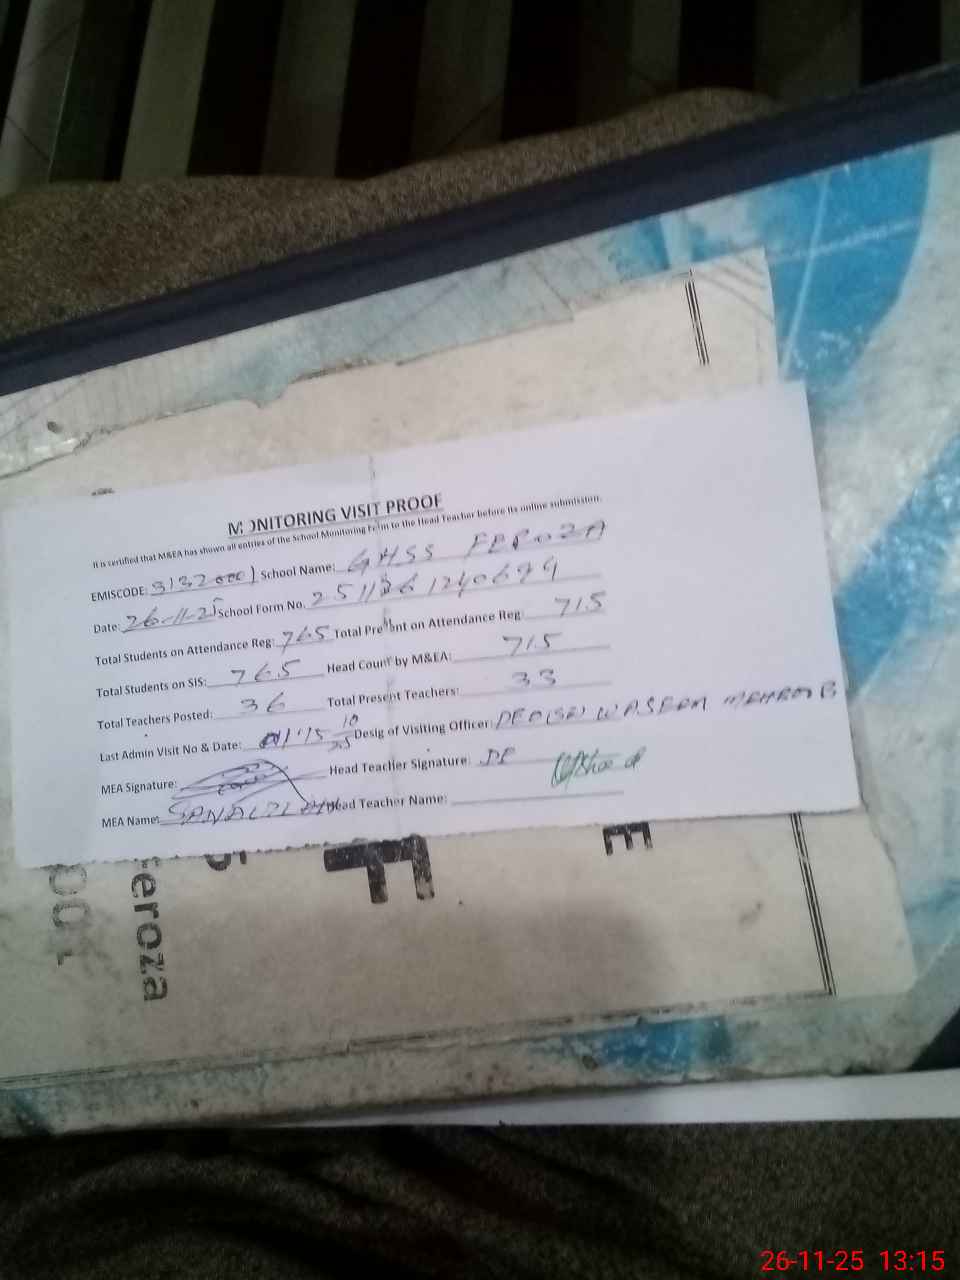 MONITORING VISIT PROOF
It is certified that M&EA has shown all entries of the School Monitoring Form to the Head Teacher before its online submission.
EMISCODE: 31320001 School Name: GHSS FEROZA
Date: 26-11-25 School Form No. 2511261240699
Total Students on Attendance Reg: 765 Total Present on Attendance Reg: 715
Total Students on SIS: 765 Head Count by M&EA: 715
Total Teachers Posted: 36 Total Present Teachers: 33
Last Admin Visit No & Date: Desig of Visiting Officer:
MEA Signature: Head Teacher Signature:
MEA Name: Head Teacher Name:
001
Feroza
F
E
26-11-25 13:15